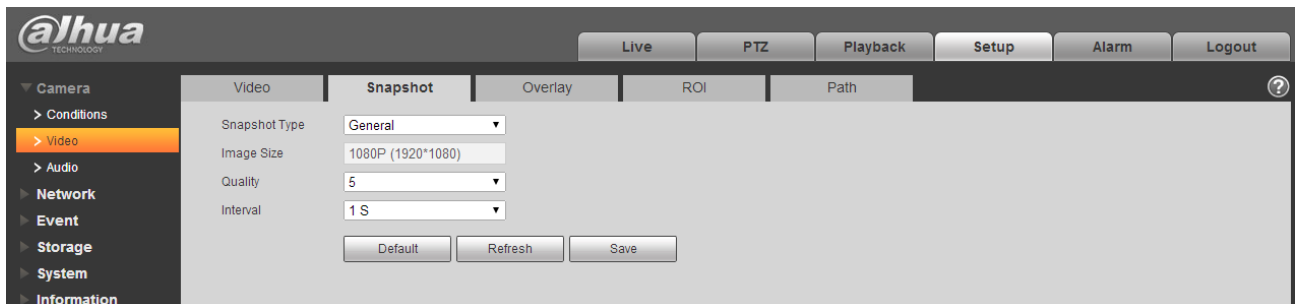 alhua
TECHNOLOGY
Live PTZ Playback Setup Alarm Logout
Camera
Video Snapshot Overlay ROI Path ?
> Conditions
Snapshot Type General
> Video
Image Size 1080P (1920*1080)
> Audio
Quality 5
Network
Interval 1 S
Event
Storage
Default Refresh Save
System
Information